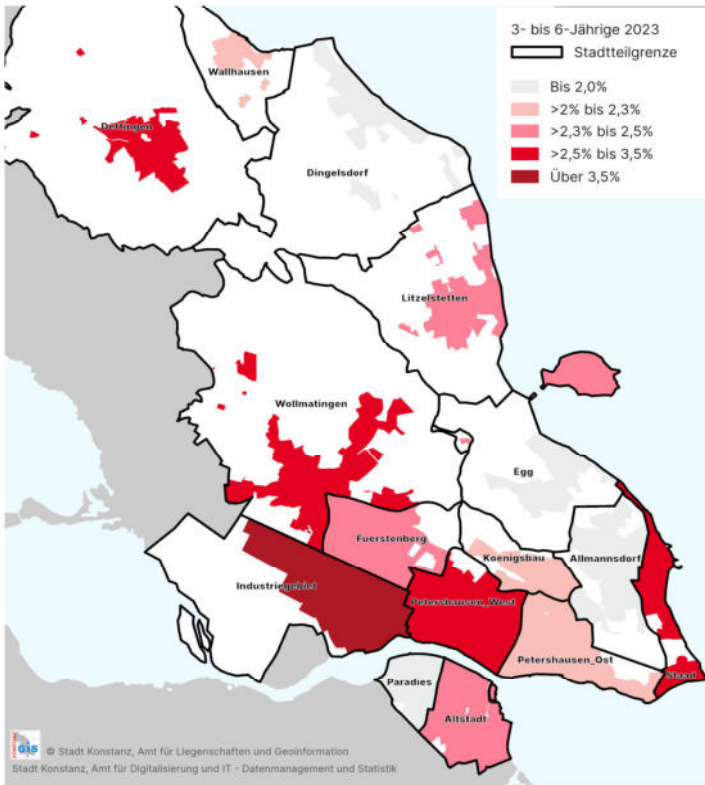 3- bis 6-Jährige 2023
Stadtteilgrenze
Bis 2,0%
>2% bis 2,3%
>2,3% bis 2,5%
>2,5% bis 3,5%
Über 3,5%
Wallhausen
Dettingen
Dingelsdorf
Litzelstetten
Wollmatingen
Egg
Fuerstenberg
Koenigsbau
Allmannsdorf
Industriegebiet
Petershausen_West
Petershausen_Ost
Staad
Paradies
Altstadt
GIS
© Stadt Konstanz, Amt für Liegenschaften und Geoinformation
Stadt Konstanz, Amt für Digitalisierung und IT - Datenmanagement und Statistik